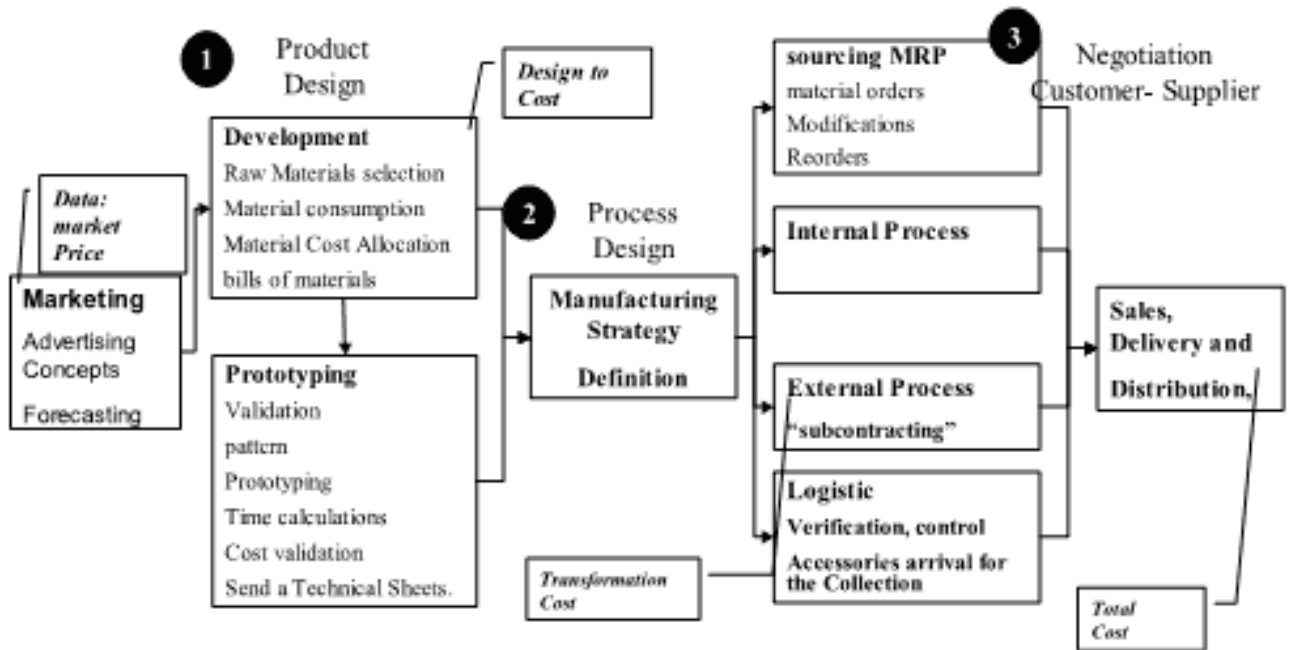 1
Product
Design
Design to
Cost
3
Negotiation
Customer- Supplier
sourcing MRP
material orders
Modifications
Reorders
Development
Raw Materials selection
Material consumption
Material Cost Allocation
bills of materials
Data:
market
Price
2
Process
Design
Internal Process
Marketing
Advertising
Concepts
Forecasting
Manufacturing
Strategy
Definition
Sales,
Delivery and
Distribution,
Prototyping
Validation
pattern
Prototyping
Time calculations
Cost validation
Send a Technical Sheets.
External Process
“subcontracting”
Logistic
Verification, control
Accessories arrival for
the Collection
Transformation
Cost
Total
Cost